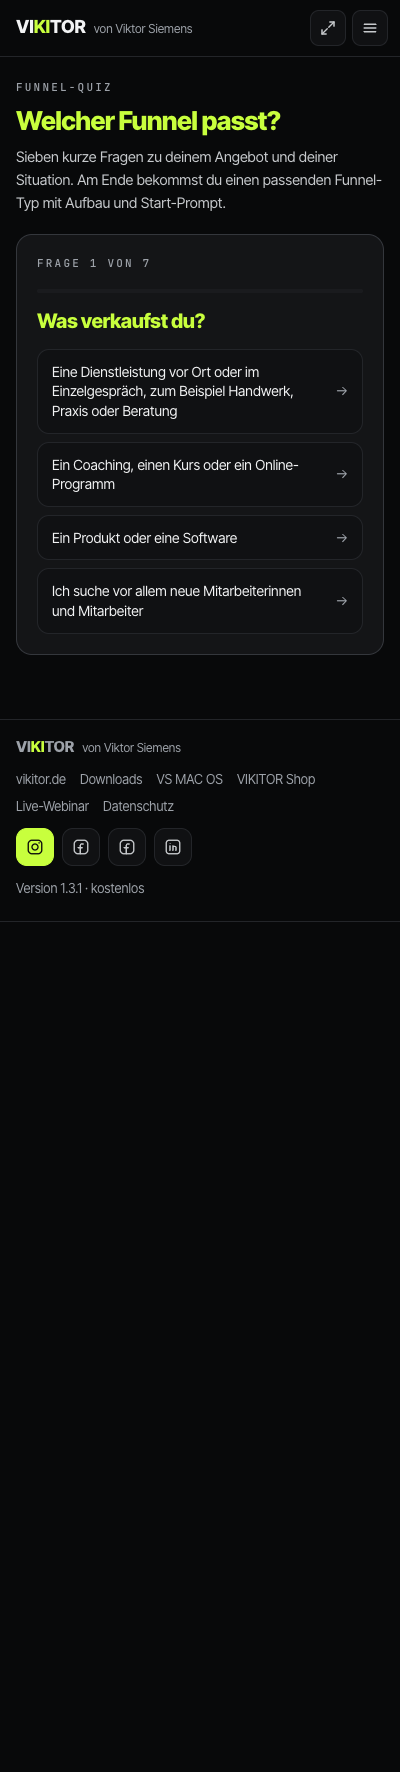 VIKITOR von Viktor Siemens
FUNNEL-QUIZ
Welcher Funnel passt?
Sieben kurze Fragen zu deinem Angebot und deiner
Situation. Am Ende bekommst du einen passenden Funnel-
Typ mit Aufbau und Start-Prompt.
FRAGE 1 VON 7
Was verkaufst du?
Eine Dienstleistung vor Ort oder im
Einzelgespräch, zum Beispiel Handwerk,
Praxis oder Beratung
Ein Coaching, einen Kurs oder ein Online-
Programm
Ein Produkt oder eine Software
Ich suche vor allem neue Mitarbeiterinnen
und Mitarbeiter
VIKITOR von Viktor Siemens
vikitor.de Downloads VS MAC OS VIKITOR Shop
Live-Webinar Datenschutz
Version 1.3.1 · kostenlos